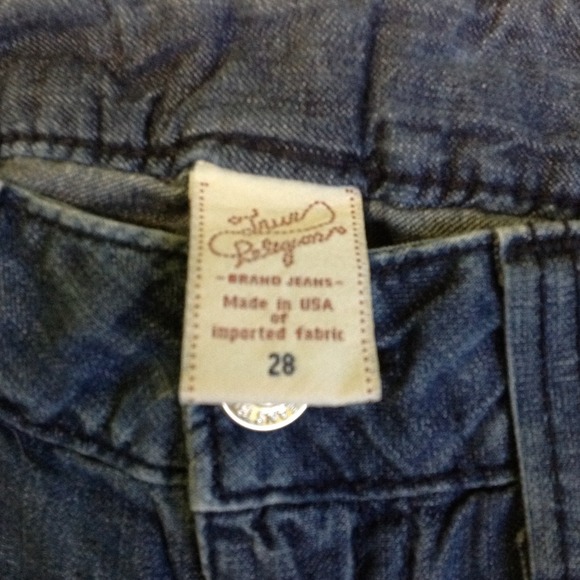 True
Religion
- BRAND JEANS -
Made in USA
of
imported fabric
28